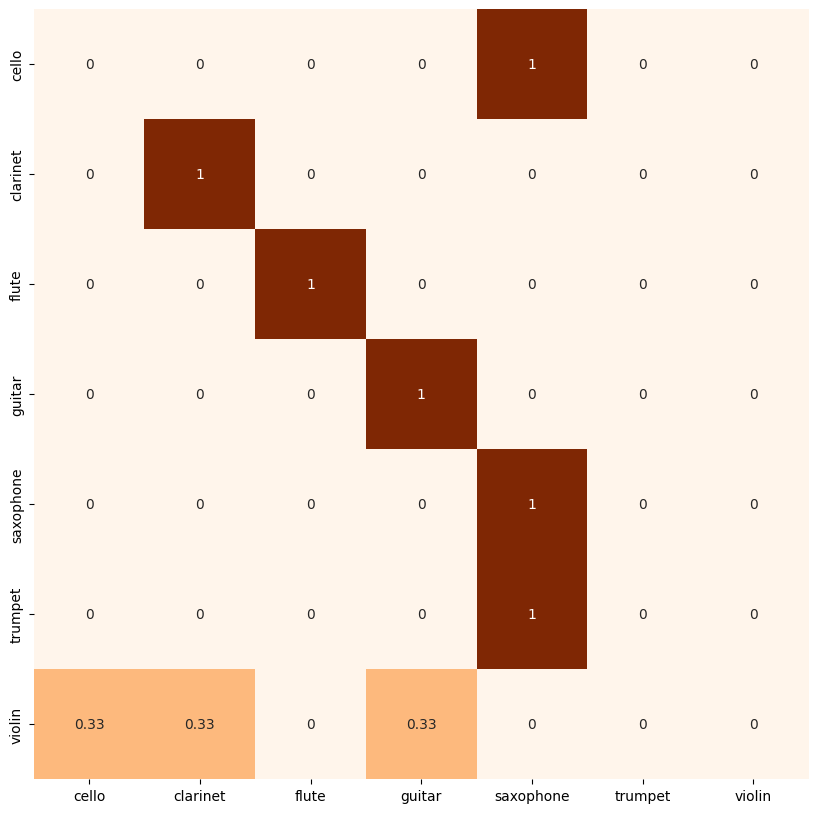 cello 0 0 0 0 1 0 0
clarinet 0 1 0 0 0 0 0
flute 0 0 1 0 0 0 0
guitar 0 0 0 1 0 0 0
saxophone 0 0 0 0 1 0 0
trumpet 0 0 0 0 1 0 0
violin 0.33 0.33 0 0.33 0 0 0
cello clarinet flute guitar saxophone trumpet violin